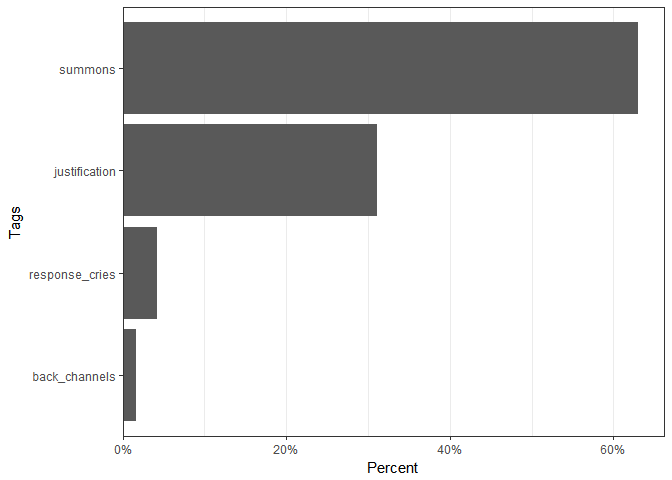 summons
justification
response_cries
back_channels
Tags
0%
20%
40%
60%
Percent